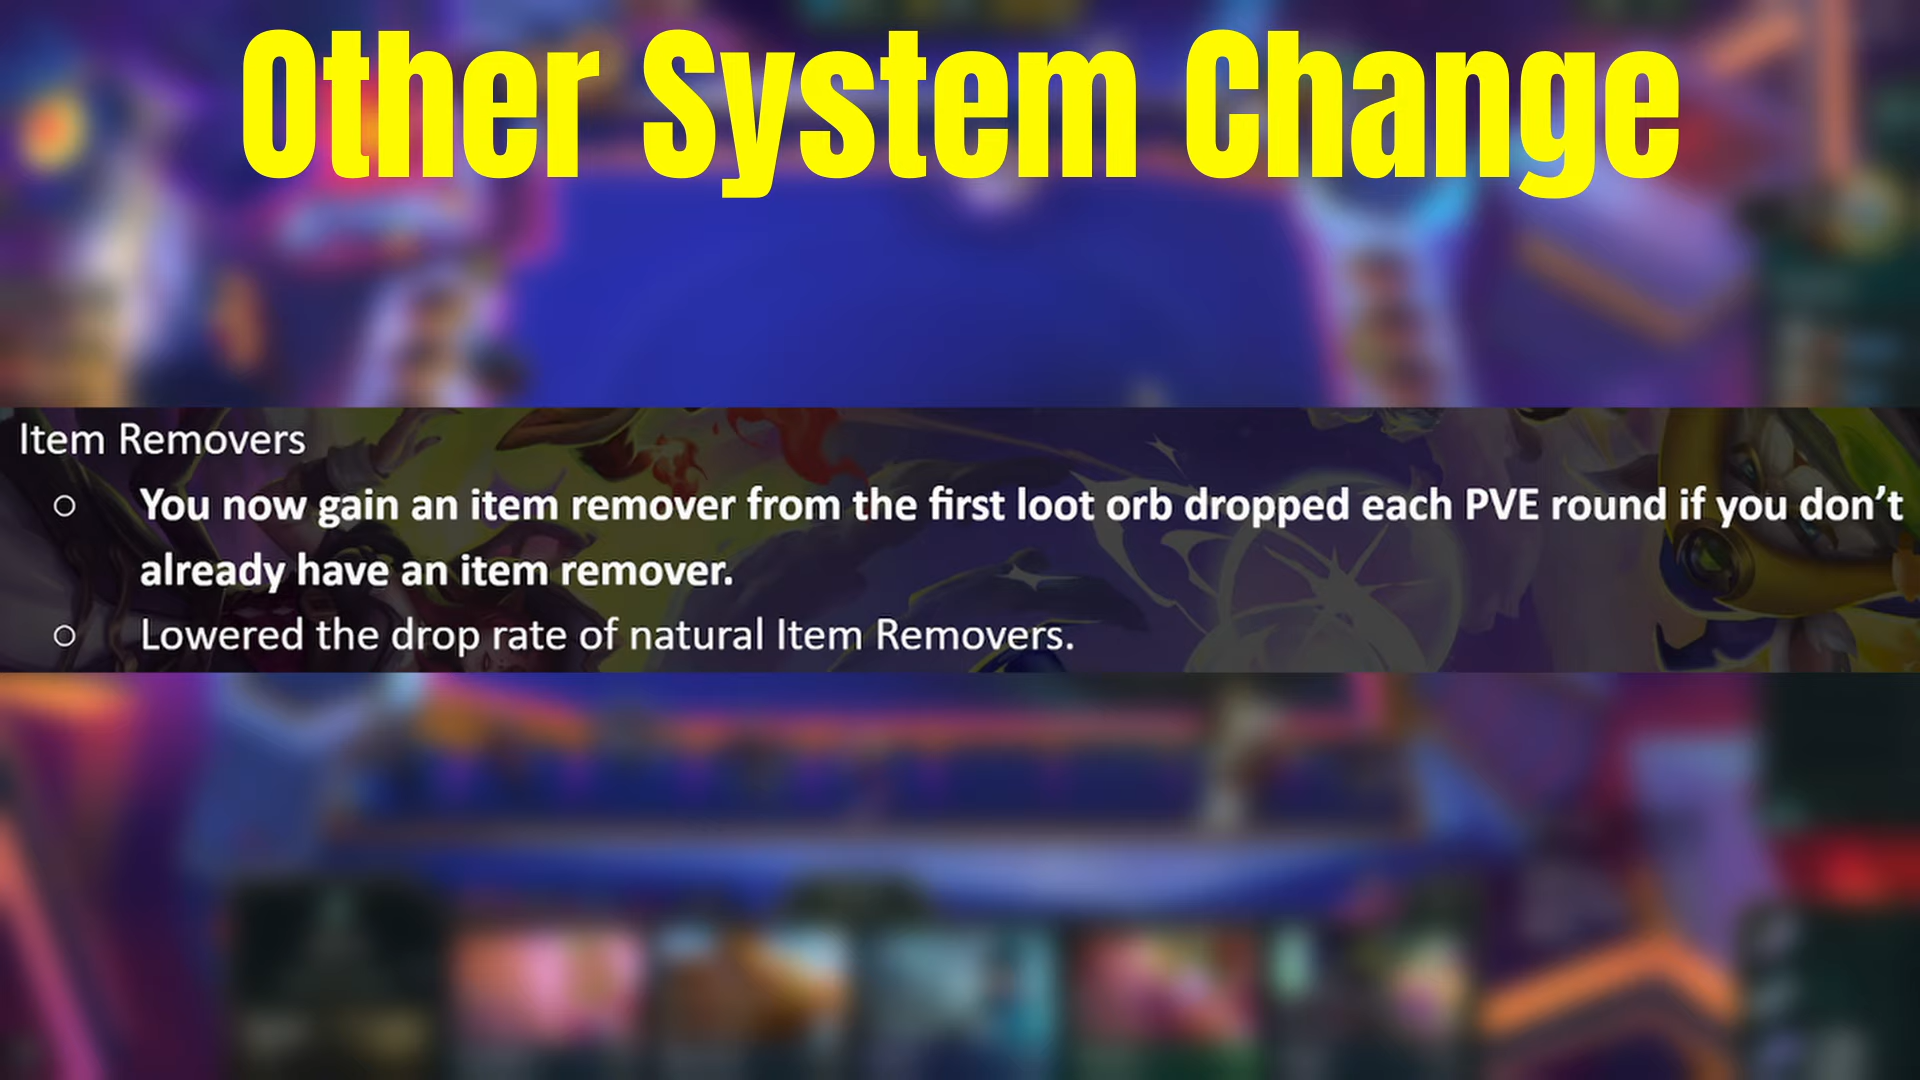 Other System Change
Item Removers
○ You now gain an item remover from the first loot orb dropped each PVE round if you don’t
already have an item remover.
○ Lowered the drop rate of natural Item Removers.